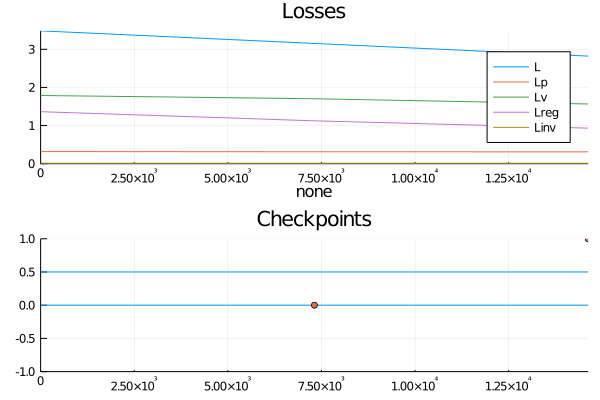 Losses
3
2
1
0
L
Lp
Lv
Lreg
Linv
0 2.50×10³ 5.00×10³ 7.50×10³ 1.00×10⁴ 1.25×10⁴
none
Checkpoints
1.0
0.5
0.0
-0.5
-1.0
0 2.50×10³ 5.00×10³ 7.50×10³ 1.00×10⁴ 1.25×10⁴